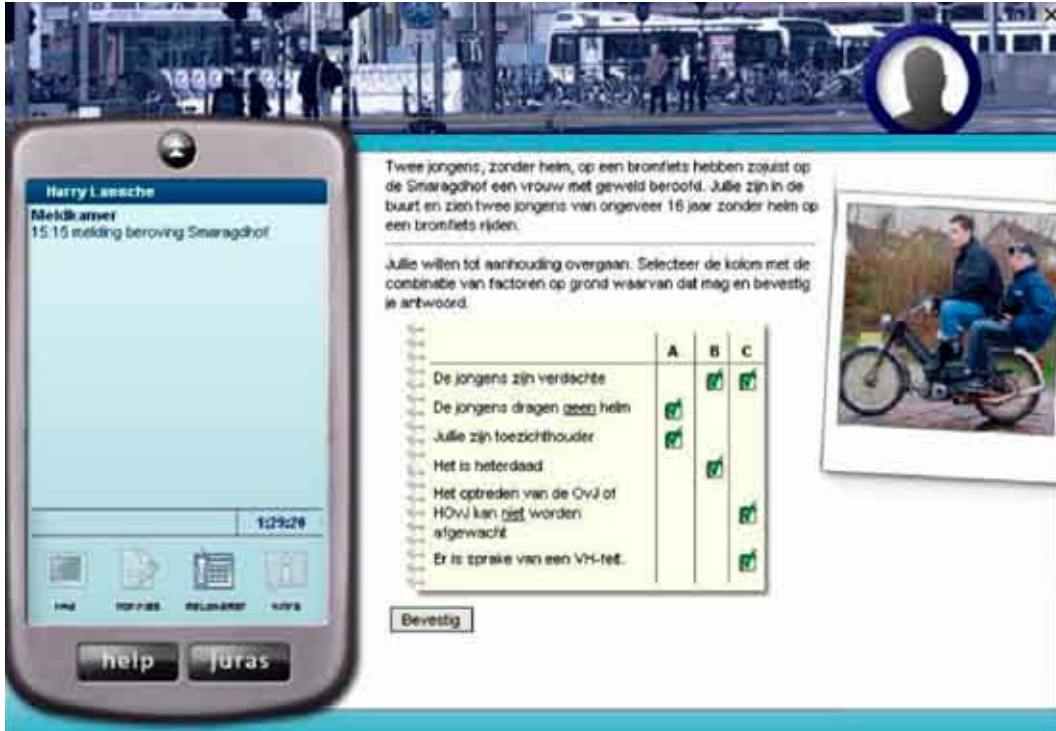 Harry Lansche
Meldkamer
15:15 melding beroving Smaragdhof
1:29:26
help
juras
Twee jongens, zonder helm, op een bromfiets hebben zojuist op
de Smaragdhof een vrouw met geweld beroofd. Jullie zijn in de
buurt en zien twee jongens van ongeveer 16 jaar zonder helm op
een bromfiets rijden.
Jullie willen tot aanhouding overgaan. Selecteer de kolom met de
combinatie van factoren op grond waarvan dat mag en bevestig
je antwoord.
A B C
De jongens zijn verdachte
De jongens dragen geen helm
Jullie zijn toezichthouder
Het is heterdaad
Het optreden van de OvJ of
HOvJ kan niet worden
afgewacht
Er is sprake van een VH-feit.
Bevestig